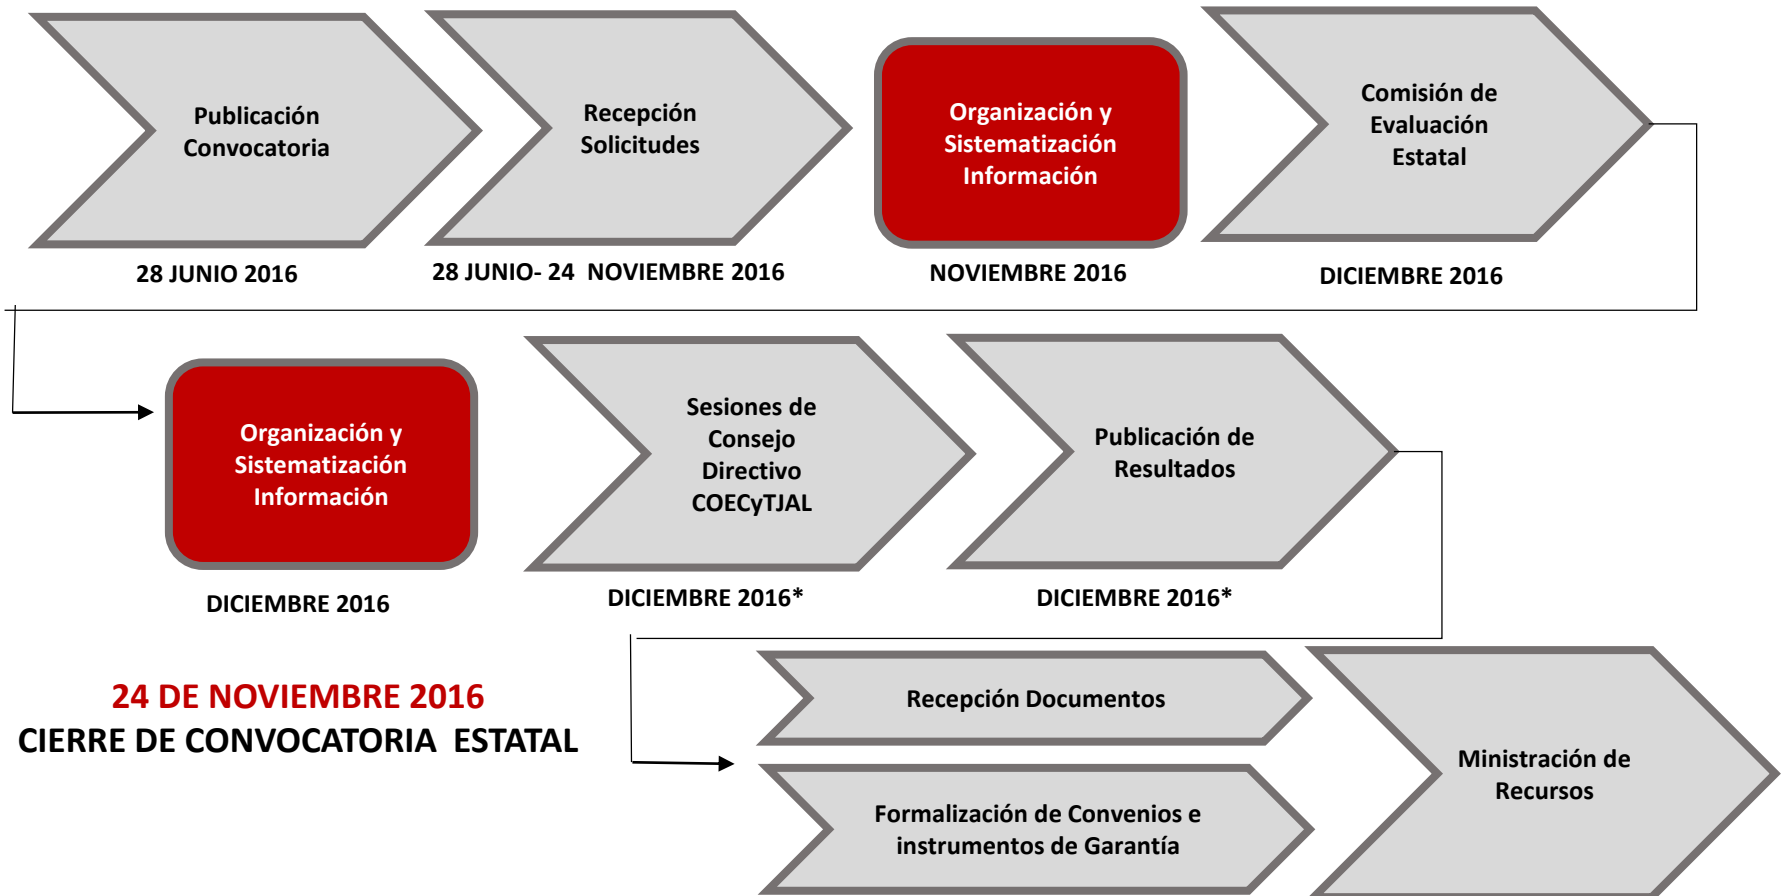 Publicación
Convocatoria
Recepción
Solicitudes
Organización y
Sistematización
Información
Comisión de
Evaluación
Estatal
28 JUNIO 2016
28 JUNIO- 24 NOVIEMBRE 2016
NOVIEMBRE 2016
DICIEMBRE 2016
Organización y
Sistematización
Información
Sesiones de
Consejo
Directivo
COECyTJAL
Publicación de
Resultados
DICIEMBRE 2016
DICIEMBRE 2016*
DICIEMBRE 2016*
24 DE NOVIEMBRE 2016
CIERRE DE CONVOCATORIA ESTATAL
Recepción Documentos
Formalización de Convenios e
instrumentos de Garantía
Ministración de
Recursos